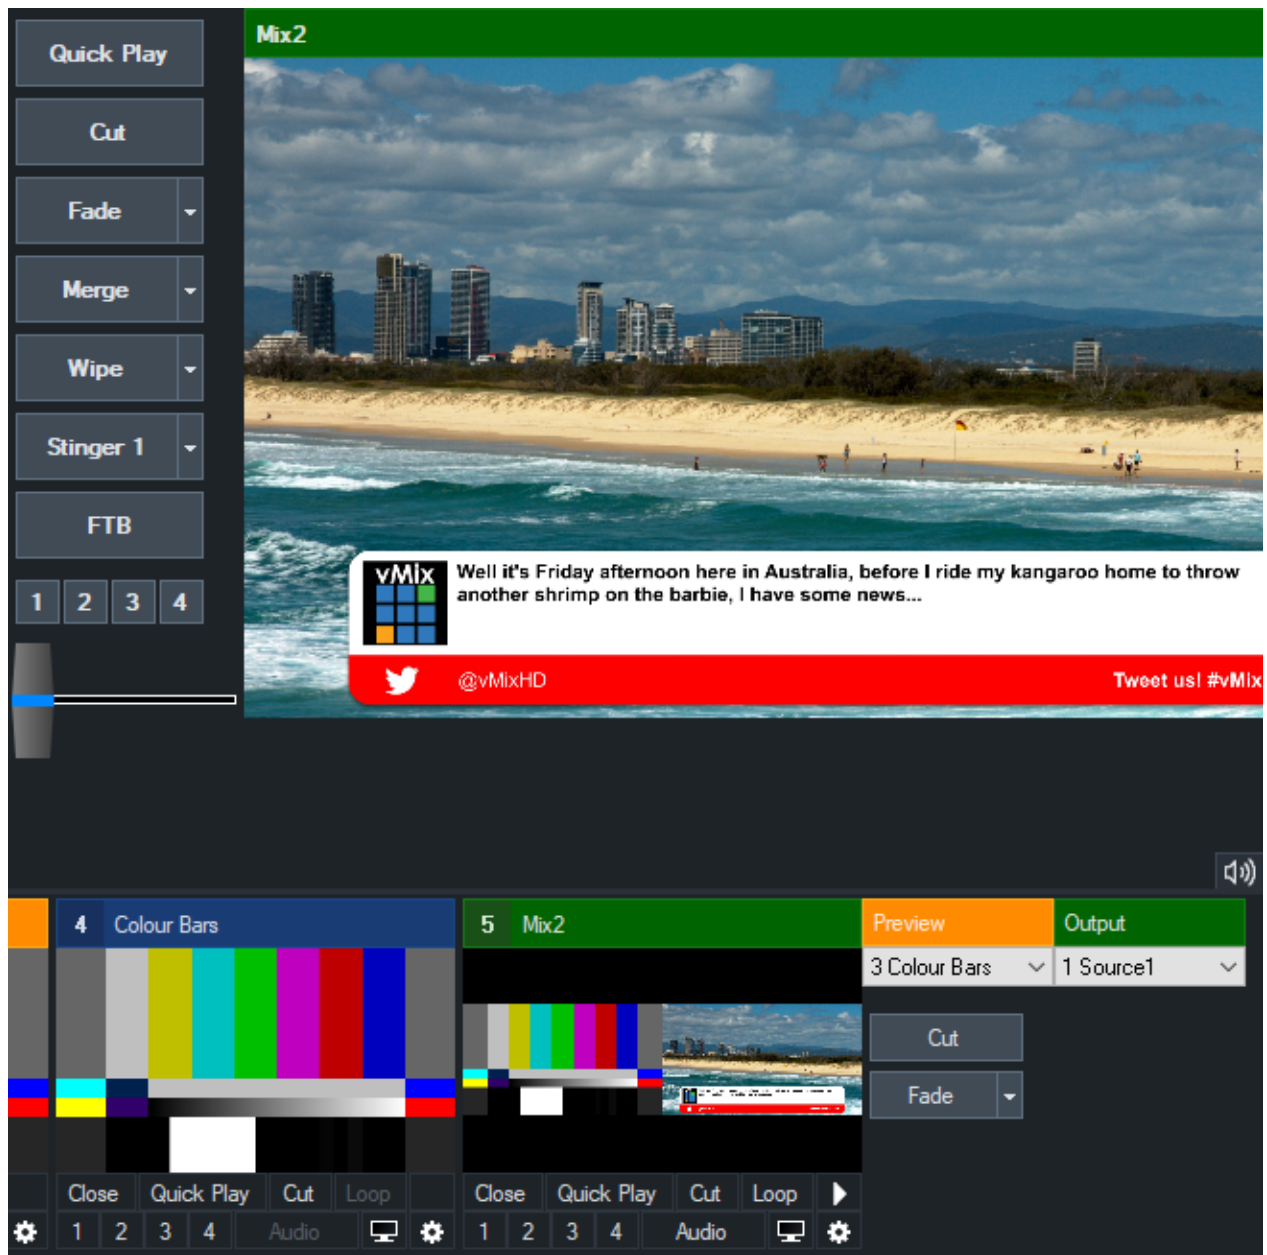 Quick Play
Mix2
Cut
Fade
Merge
Wipe
Stinger 1
FTB
1 2 3 4
vMix
Well it's Friday afternoon here in Australia, before I ride my kangaroo home to throw
another shrimp on the barbie, I have some news...
@vMixHD
Tweet us! #vMix
4 Colour Bars
5 Mix2
Preview
Output
3 Colour Bars
1 Source1
Cut
Fade
Close Quick Play Cut Loop
1 2 3 4 Audio
Close Quick Play Cut Loop
1 2 3 4 Audio